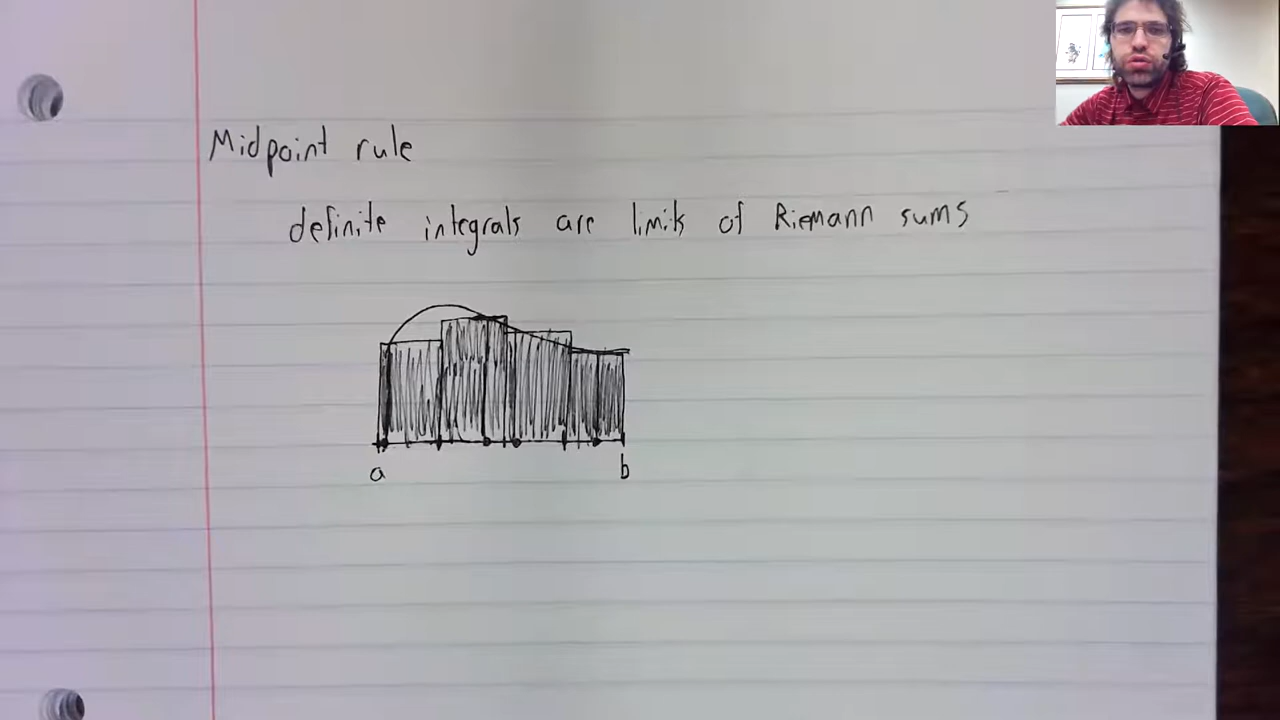 Midpoint rule
definite integrals are limits of Riemann sums
a b